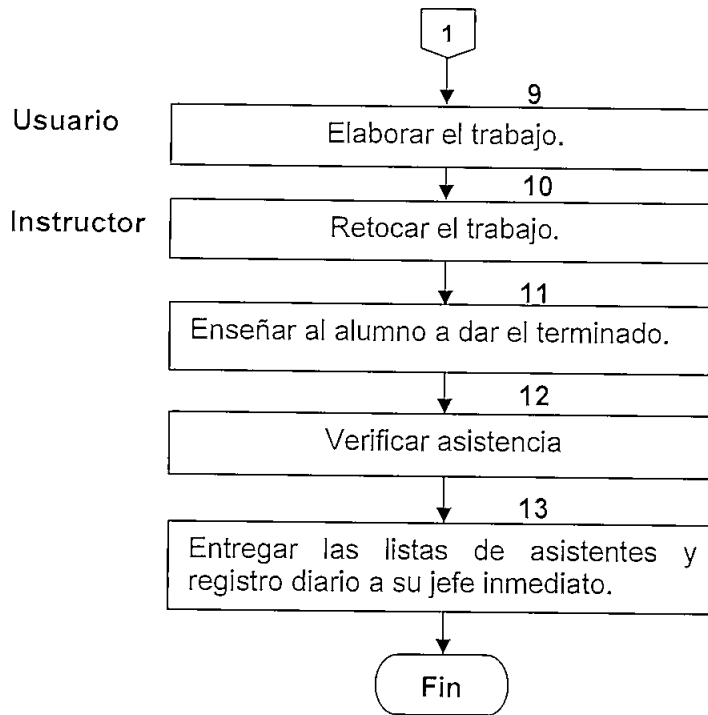 1
9
Usuario
Elaborar el trabajo.
10
Instructor
Retocar el trabajo.
11
Enseñar al alumno a dar el terminado.
12
Verificar asistencia
13
Entregar las listas de asistentes y
registro diario a su jefe inmediato.
Fin